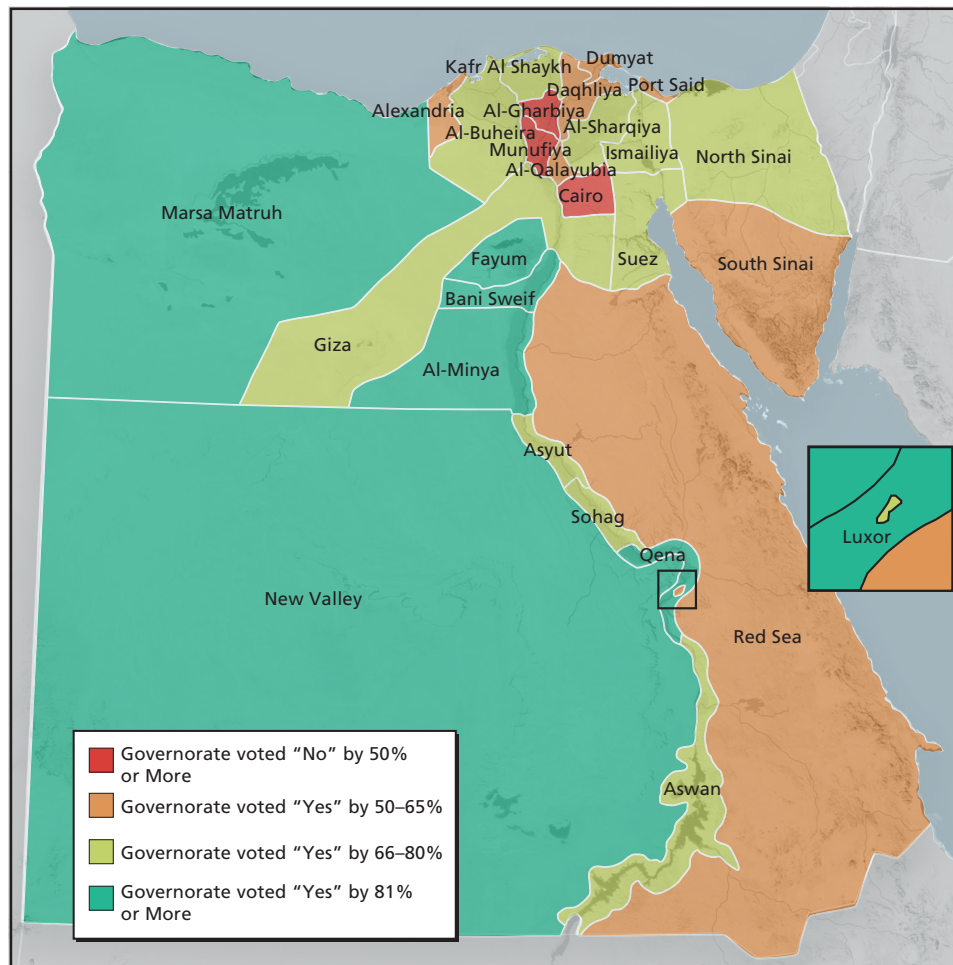 Dumyat
Kafr Al Shaykh
Daqhliya
Port Said
Alexandria
Al-Gharbiya
Al-Buheira
Al-Sharqiya
Munufiya
Ismailiya
North Sinai
Al-Qalayubia
Cairo
Marsa Matruh
Fayum
Suez
South Sinai
Bani Sweif
Giza
Al-Minya
Asyut
Sohag
Luxor
Qena
New Valley
Red Sea
Aswan
Governorate voted “No” by 50%
or More
Governorate voted “Yes” by 50–65%
Governorate voted “Yes” by 66–80%
Governorate voted “Yes” by 81%
or More